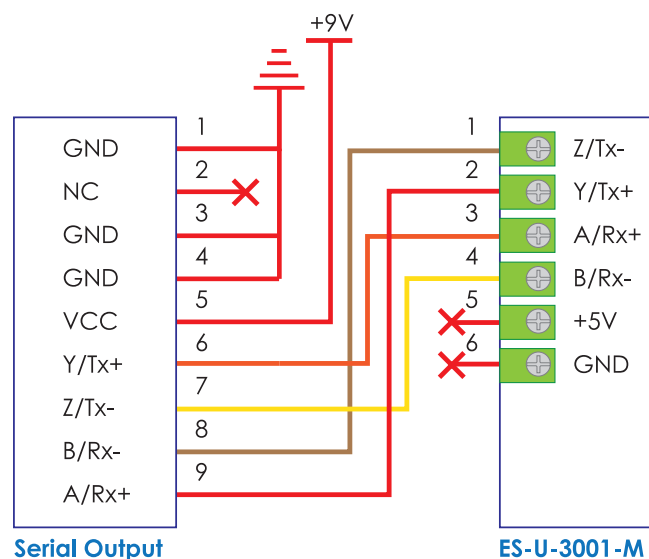 +9V
1
GND
2
NC
3
GND
4
GND
5
VCC
6
Y/Tx+
7
Z/Tx-
8
B/Rx-
9
A/Rx+
Serial Output
1
Z/Tx-
2
Y/Tx+
3
A/Rx+
4
B/Rx-
5
+5V
6
GND
ES-U-3001-M